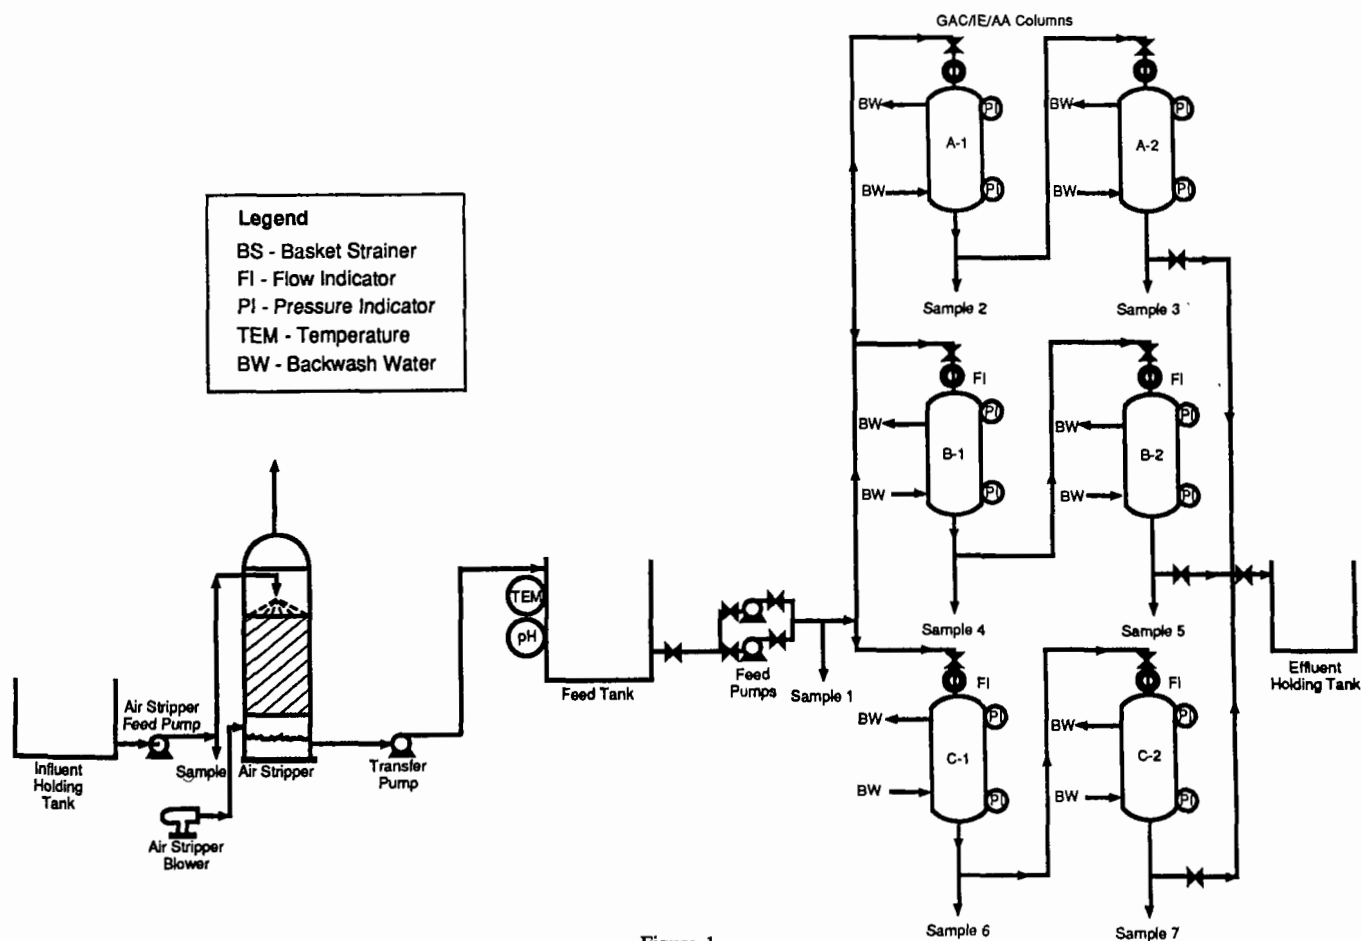 GAC/IE/AA Columns
BW
PI
A-1
BW
PI
BW
PI
A-2
BW
PI
Sample 2
Sample 3
Legend
BS - Basket Strainer
FI - Flow Indicator
PI - Pressure Indicator
TEM - Temperature
BW - Backwash Water
FI
BW
PI
B-1
BW
PI
FI
BW
PI
B-2
BW
PI
Sample 4
Sample 5
TEM
pH
Feed Tank
Feed
Pumps
Sample 1
Effluent
Holding Tank
Air Stripper
Feed Pump
Influent
Holding
Tank
Sample
Air Stripper
Transfer
Pump
Air Stripper
Blower
FI
BW
PI
C-1
BW
PI
FI
BW
PI
C-2
BW
PI
Sample 6
Sample 7